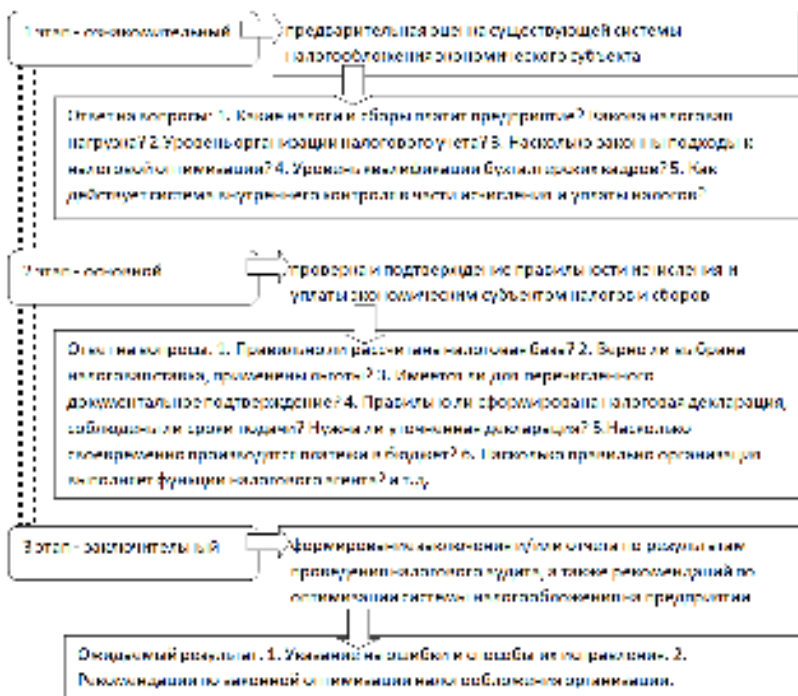 1 этап - ознакомительный
предварительная оценка существующей системы
налогообложения экономического субъекта
Ответ на вопросы: 1. Какие налоги и сборы платит предприятие? Какова налоговая
нагрузка? 2 Уровень организации налогового учета? 3. Насколько законны подходы к
налоговой оптимизации? 4. Уровень квалификации бухгалтерских кадров? 5. Как
действует система внутреннего контроля в части исчисления и уплаты налогов?
2 этап - основной
проверка и подтверждение правильности исчисления и
уплаты экономическим субъектом налогов и сборов
Ответ на вопросы. 1. Правильно ли рассчитана налоговая база? 2. Верно ли выбрана
налоговая ставка, применены льготы? 3. Имеется ли для перечисленного
документальное подтверждение? 4. Правильно ли сформирована налоговая декларация,
соблюдены ли сроки подачи? Нужна ли уточненная декларация? 5.Насколько
своевременно производятся платежи в бюджет? 6. Насколько правильно организация
выполняет функции налогового агента? и т.д.
3 этап - заключительный
формирование заключения и/или отчета по результатам
проведения налогового аудита, а также рекомендаций по
оптимизации системы налогообложения на предприятии
Ожидаемый результат. 1. Указание на ошибки и способы их исправления. 2.
Рекомендации по законной оптимизации налогообложения организации.